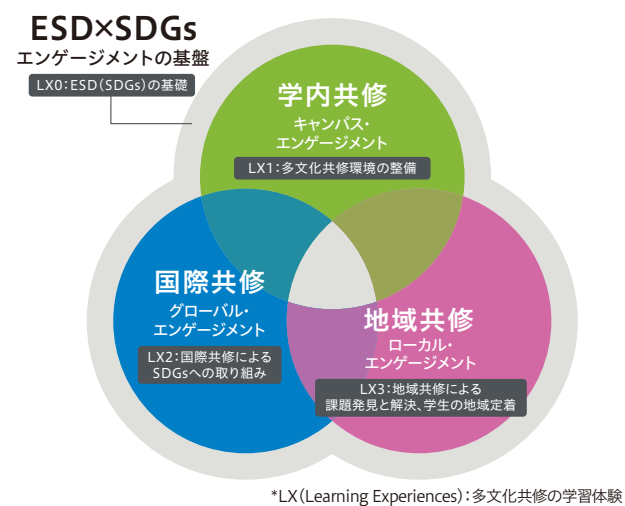 ESD×SDGs
エンゲージメントの基盤
LX0：ESD（SDGs）の基礎
学内共修
キャンパス・
エンゲージメント
LX1：多文化共修環境の整備
国際共修
グローバル・
エンゲージメント
LX2：国際共修による
SDGsへの取り組み
地域共修
ローカル・
エンゲージメント
LX3：地域共修による
課題発見と解決、学生の地域定着
*LX（Learning Experiences）：多文化共修の学習体験